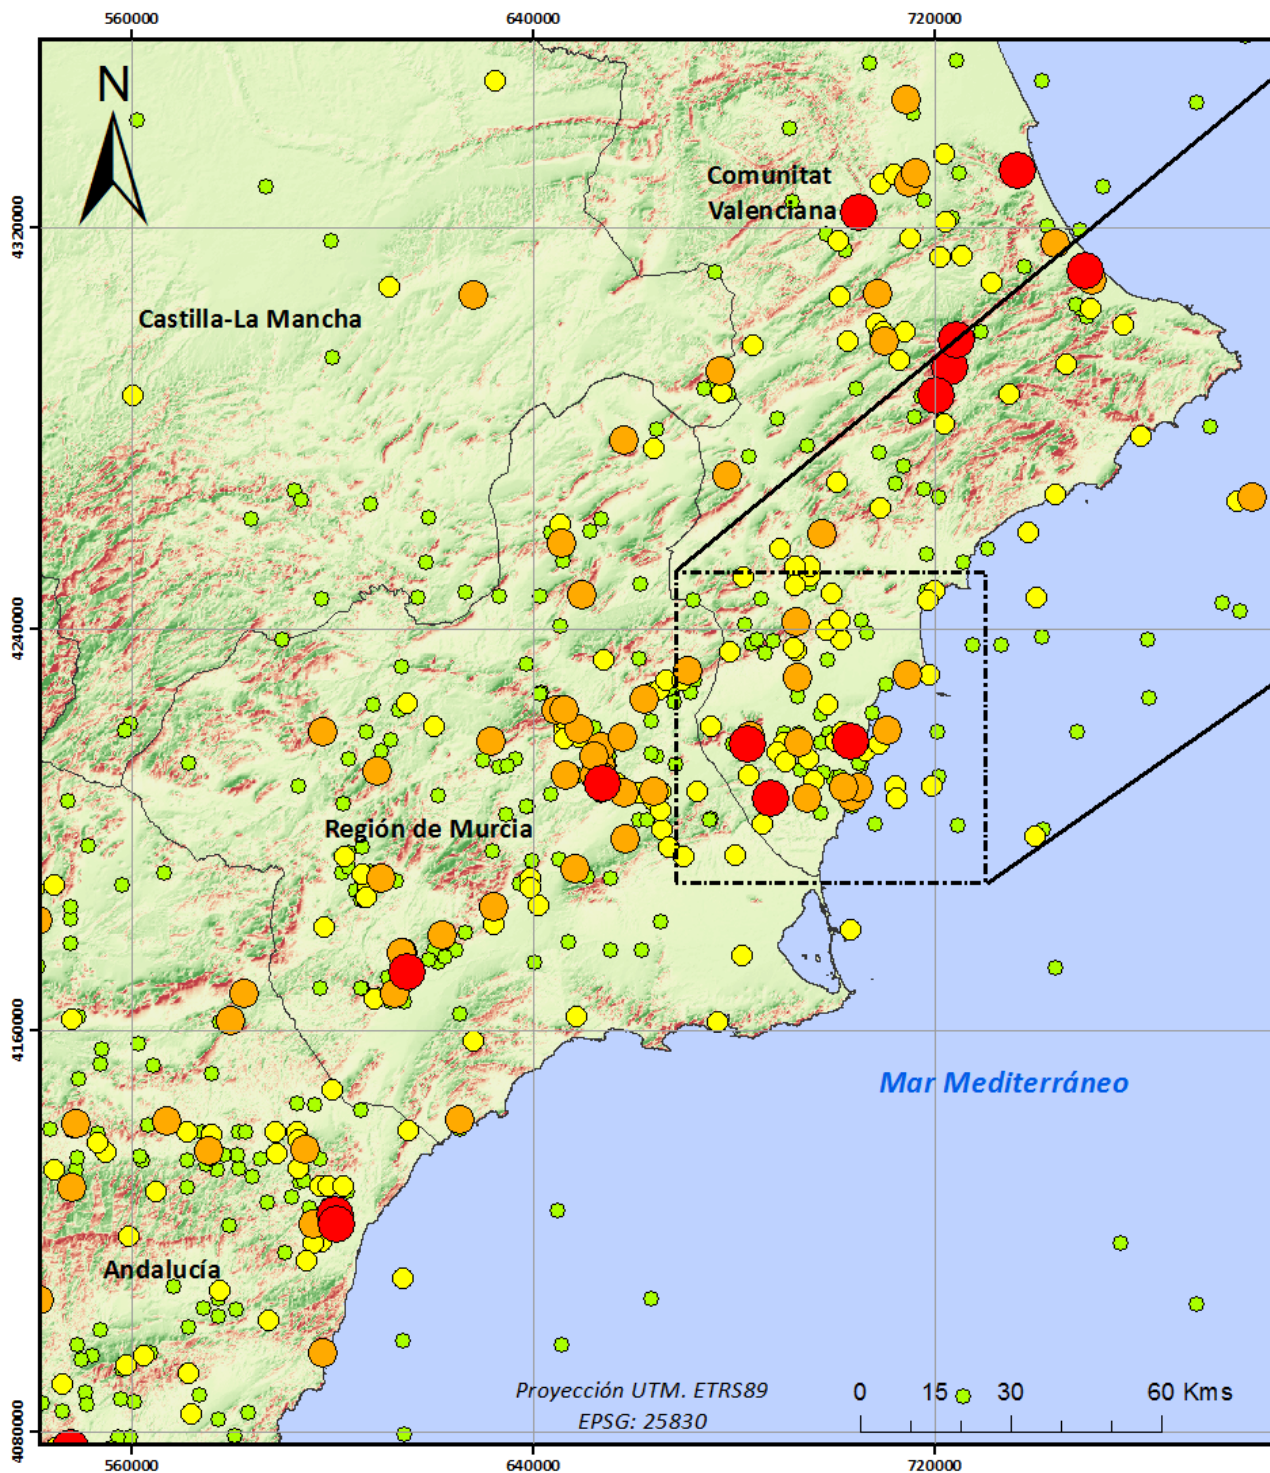 560000 640000 720000
N
Comunitat
Valenciana
4320000
Castilla-La Mancha
4240000
Región de Murcia
4160000
Mar Mediterráneo
Andalucía
Proyección UTM. ETRS89
EPSG: 25830
0 15 30 60 Kms
4080000
560000 640000 720000